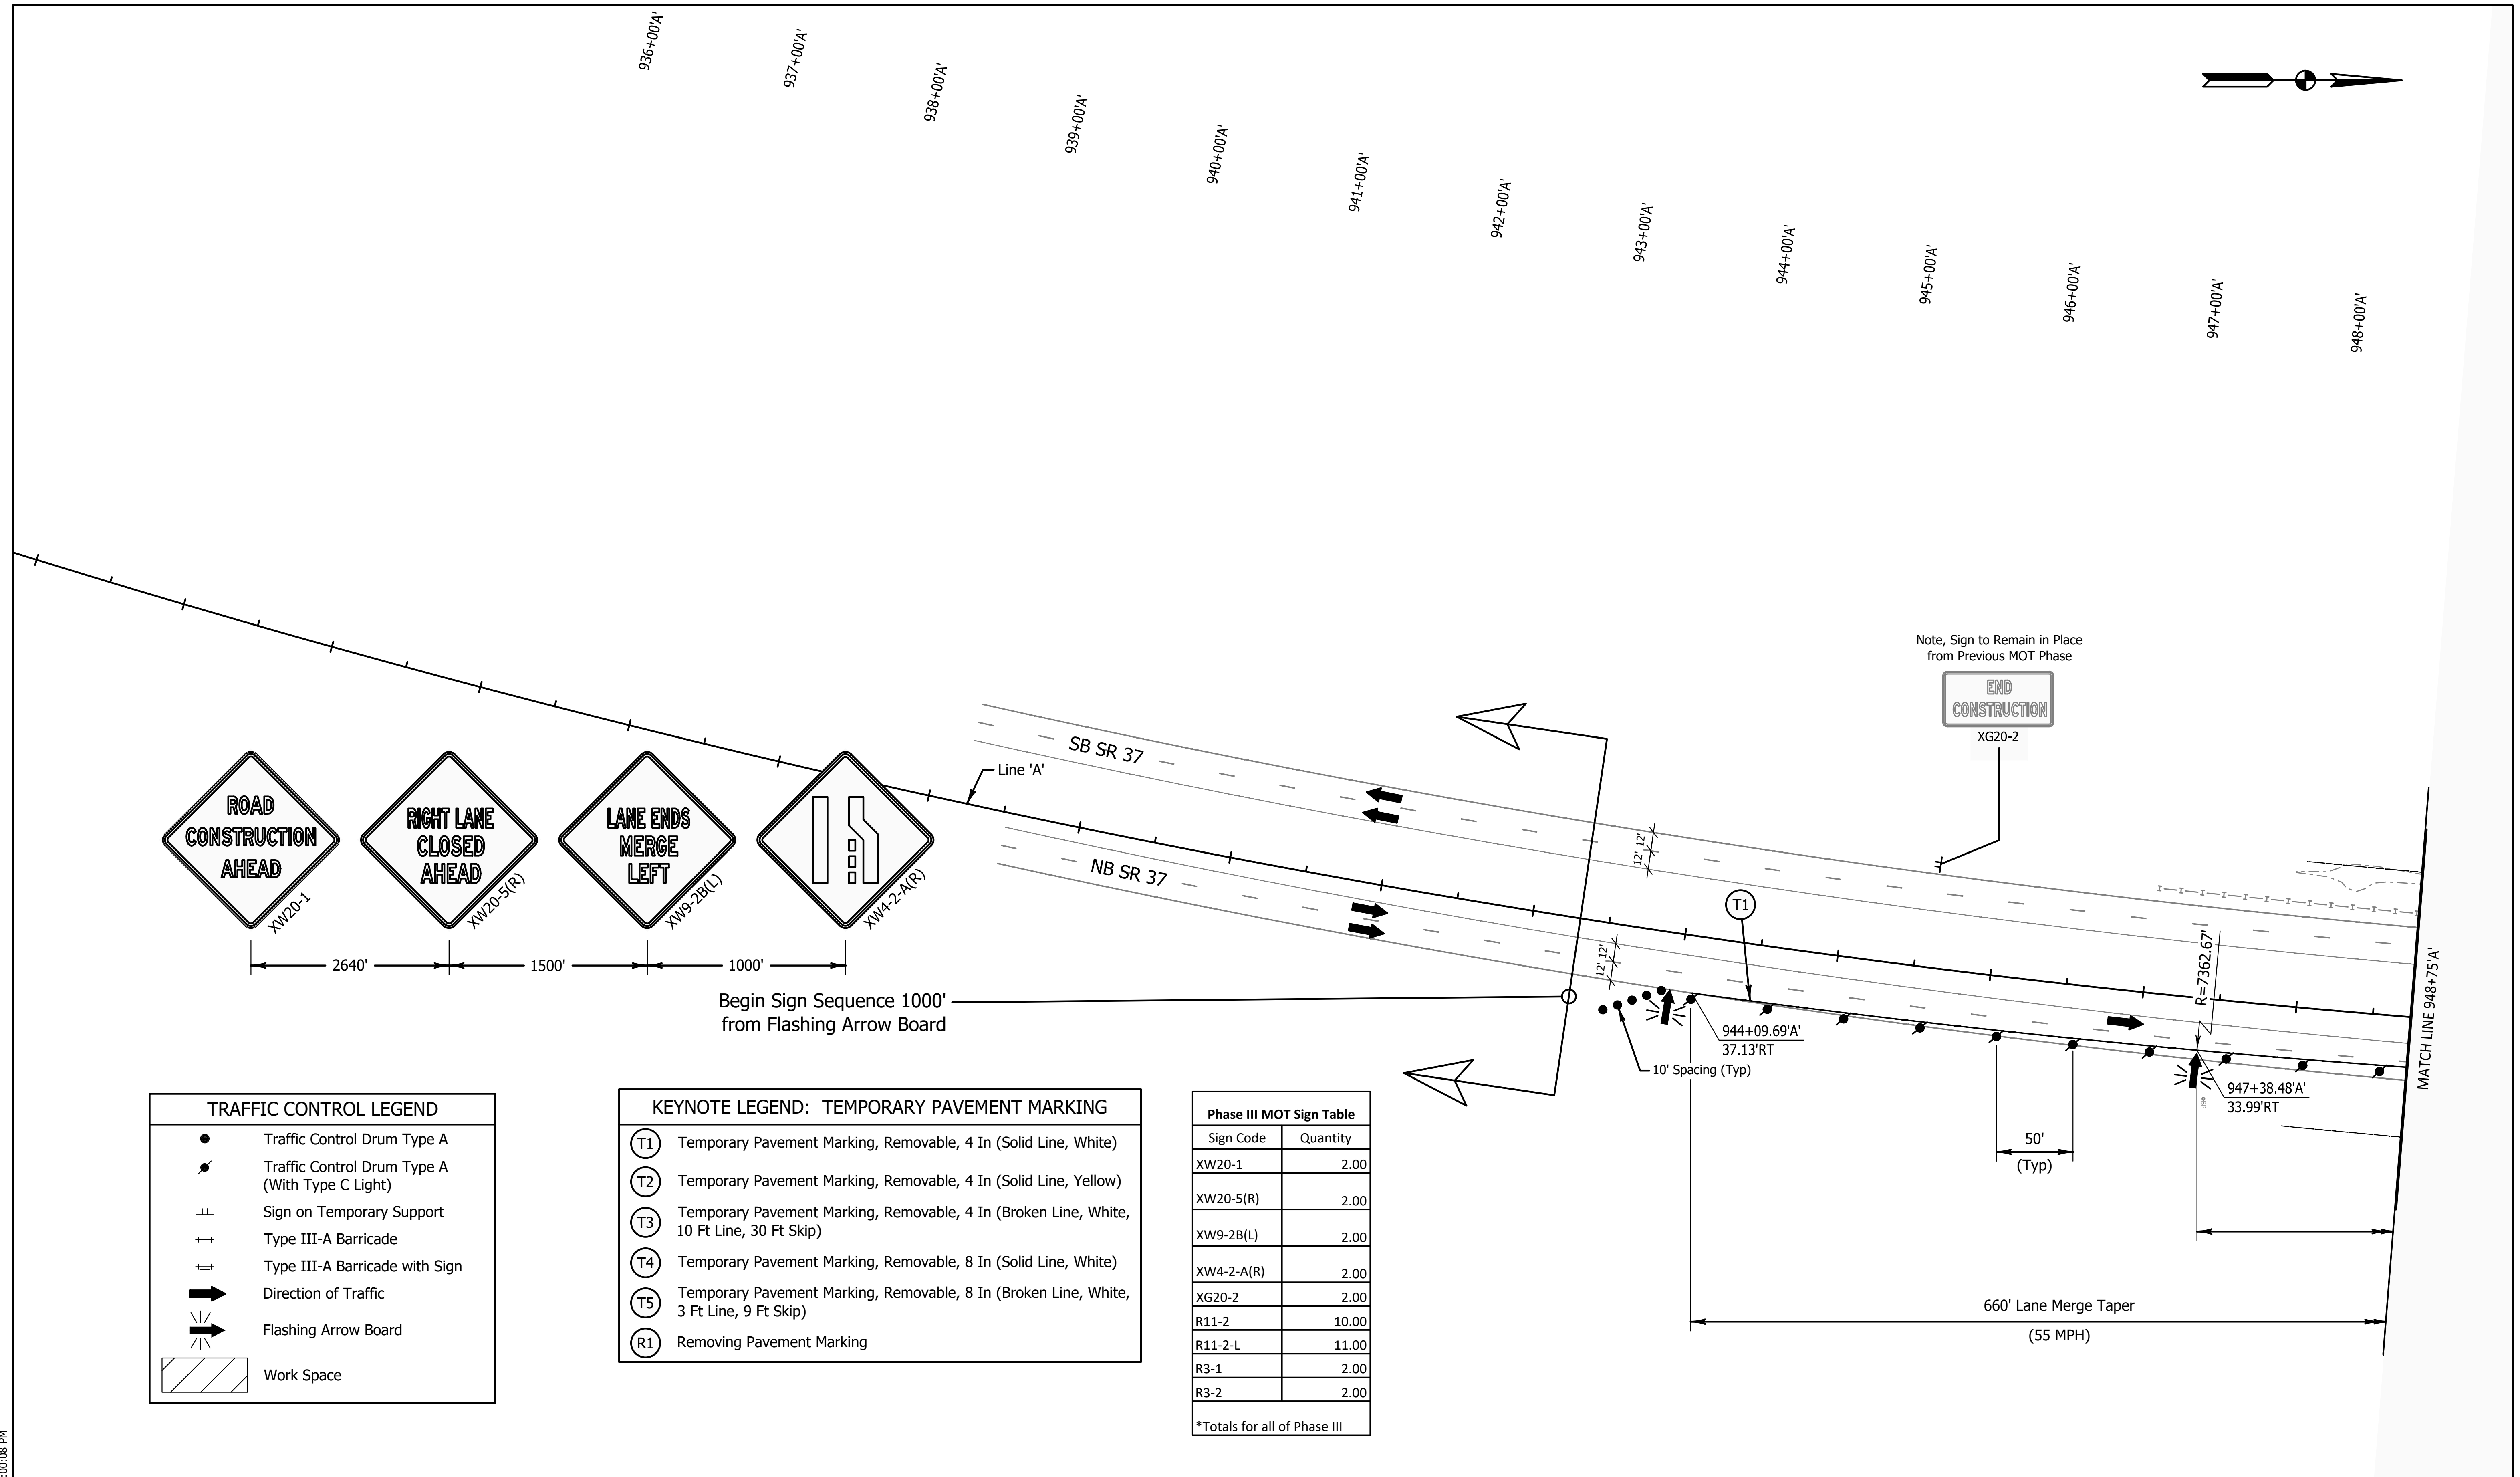 936+00'A'
937+00'A'
938+00'A'
939+00'A'
940+00'A'
941+00'A'
942+00'A'
943+00'A'
944+00'A'
945+00'A'
946+00'A'
947+00'A'
948+00'A'
Note, Sign to Remain in Place
from Previous MOT Phase
END
CONSTRUCTION
XG20-2
SB SR 37
Line 'A'
NB SR 37
12' 12'
12' 12'
T1
R=7362.67'
MATCH LINE 948+75'A'
ROAD
CONSTRUCTION
AHEAD
XW20-1
RIGHT LANE
CLOSED
AHEAD
XW20-5(R)
LANE ENDS
MERGE
LEFT
XW9-2B(L)
XW4-2-A(R)
2640'
1500'
1000'
Begin Sign Sequence 1000'
from Flashing Arrow Board
944+09.69'A'
37.13'RT
10' Spacing (Typ)
947+38.48'A'
33.99'RT
50'
(Typ)
660' Lane Merge Taper
(55 MPH)
TRAFFIC CONTROL LEGEND
Traffic Control Drum Type A
Traffic Control Drum Type A
(With Type C Light)
Sign on Temporary Support
Type III-A Barricade
Type III-A Barricade with Sign
Direction of Traffic
Flashing Arrow Board
Work Space
KEYNOTE LEGEND: TEMPORARY PAVEMENT MARKING
T1 Temporary Pavement Marking, Removable, 4 In (Solid Line, White)
T2 Temporary Pavement Marking, Removable, 4 In (Solid Line, Yellow)
T3 Temporary Pavement Marking, Removable, 4 In (Broken Line, White,
10 Ft Line, 30 Ft Skip)
T4 Temporary Pavement Marking, Removable, 8 In (Solid Line, White)
T5 Temporary Pavement Marking, Removable, 8 In (Broken Line, White,
3 Ft Line, 9 Ft Skip)
R1 Removing Pavement Marking
Phase III MOT Sign Table
Sign Code Quantity
XW20-1 2.00
XW20-5(R) 2.00
XW9-2B(L) 2.00
XW4-2-A(R) 2.00
XG20-2 2.00
R11-2 10.00
R11-2-L 11.00
R3-1 2.00
R3-2 2.00
*Totals for all of Phase III
:00:08 PM